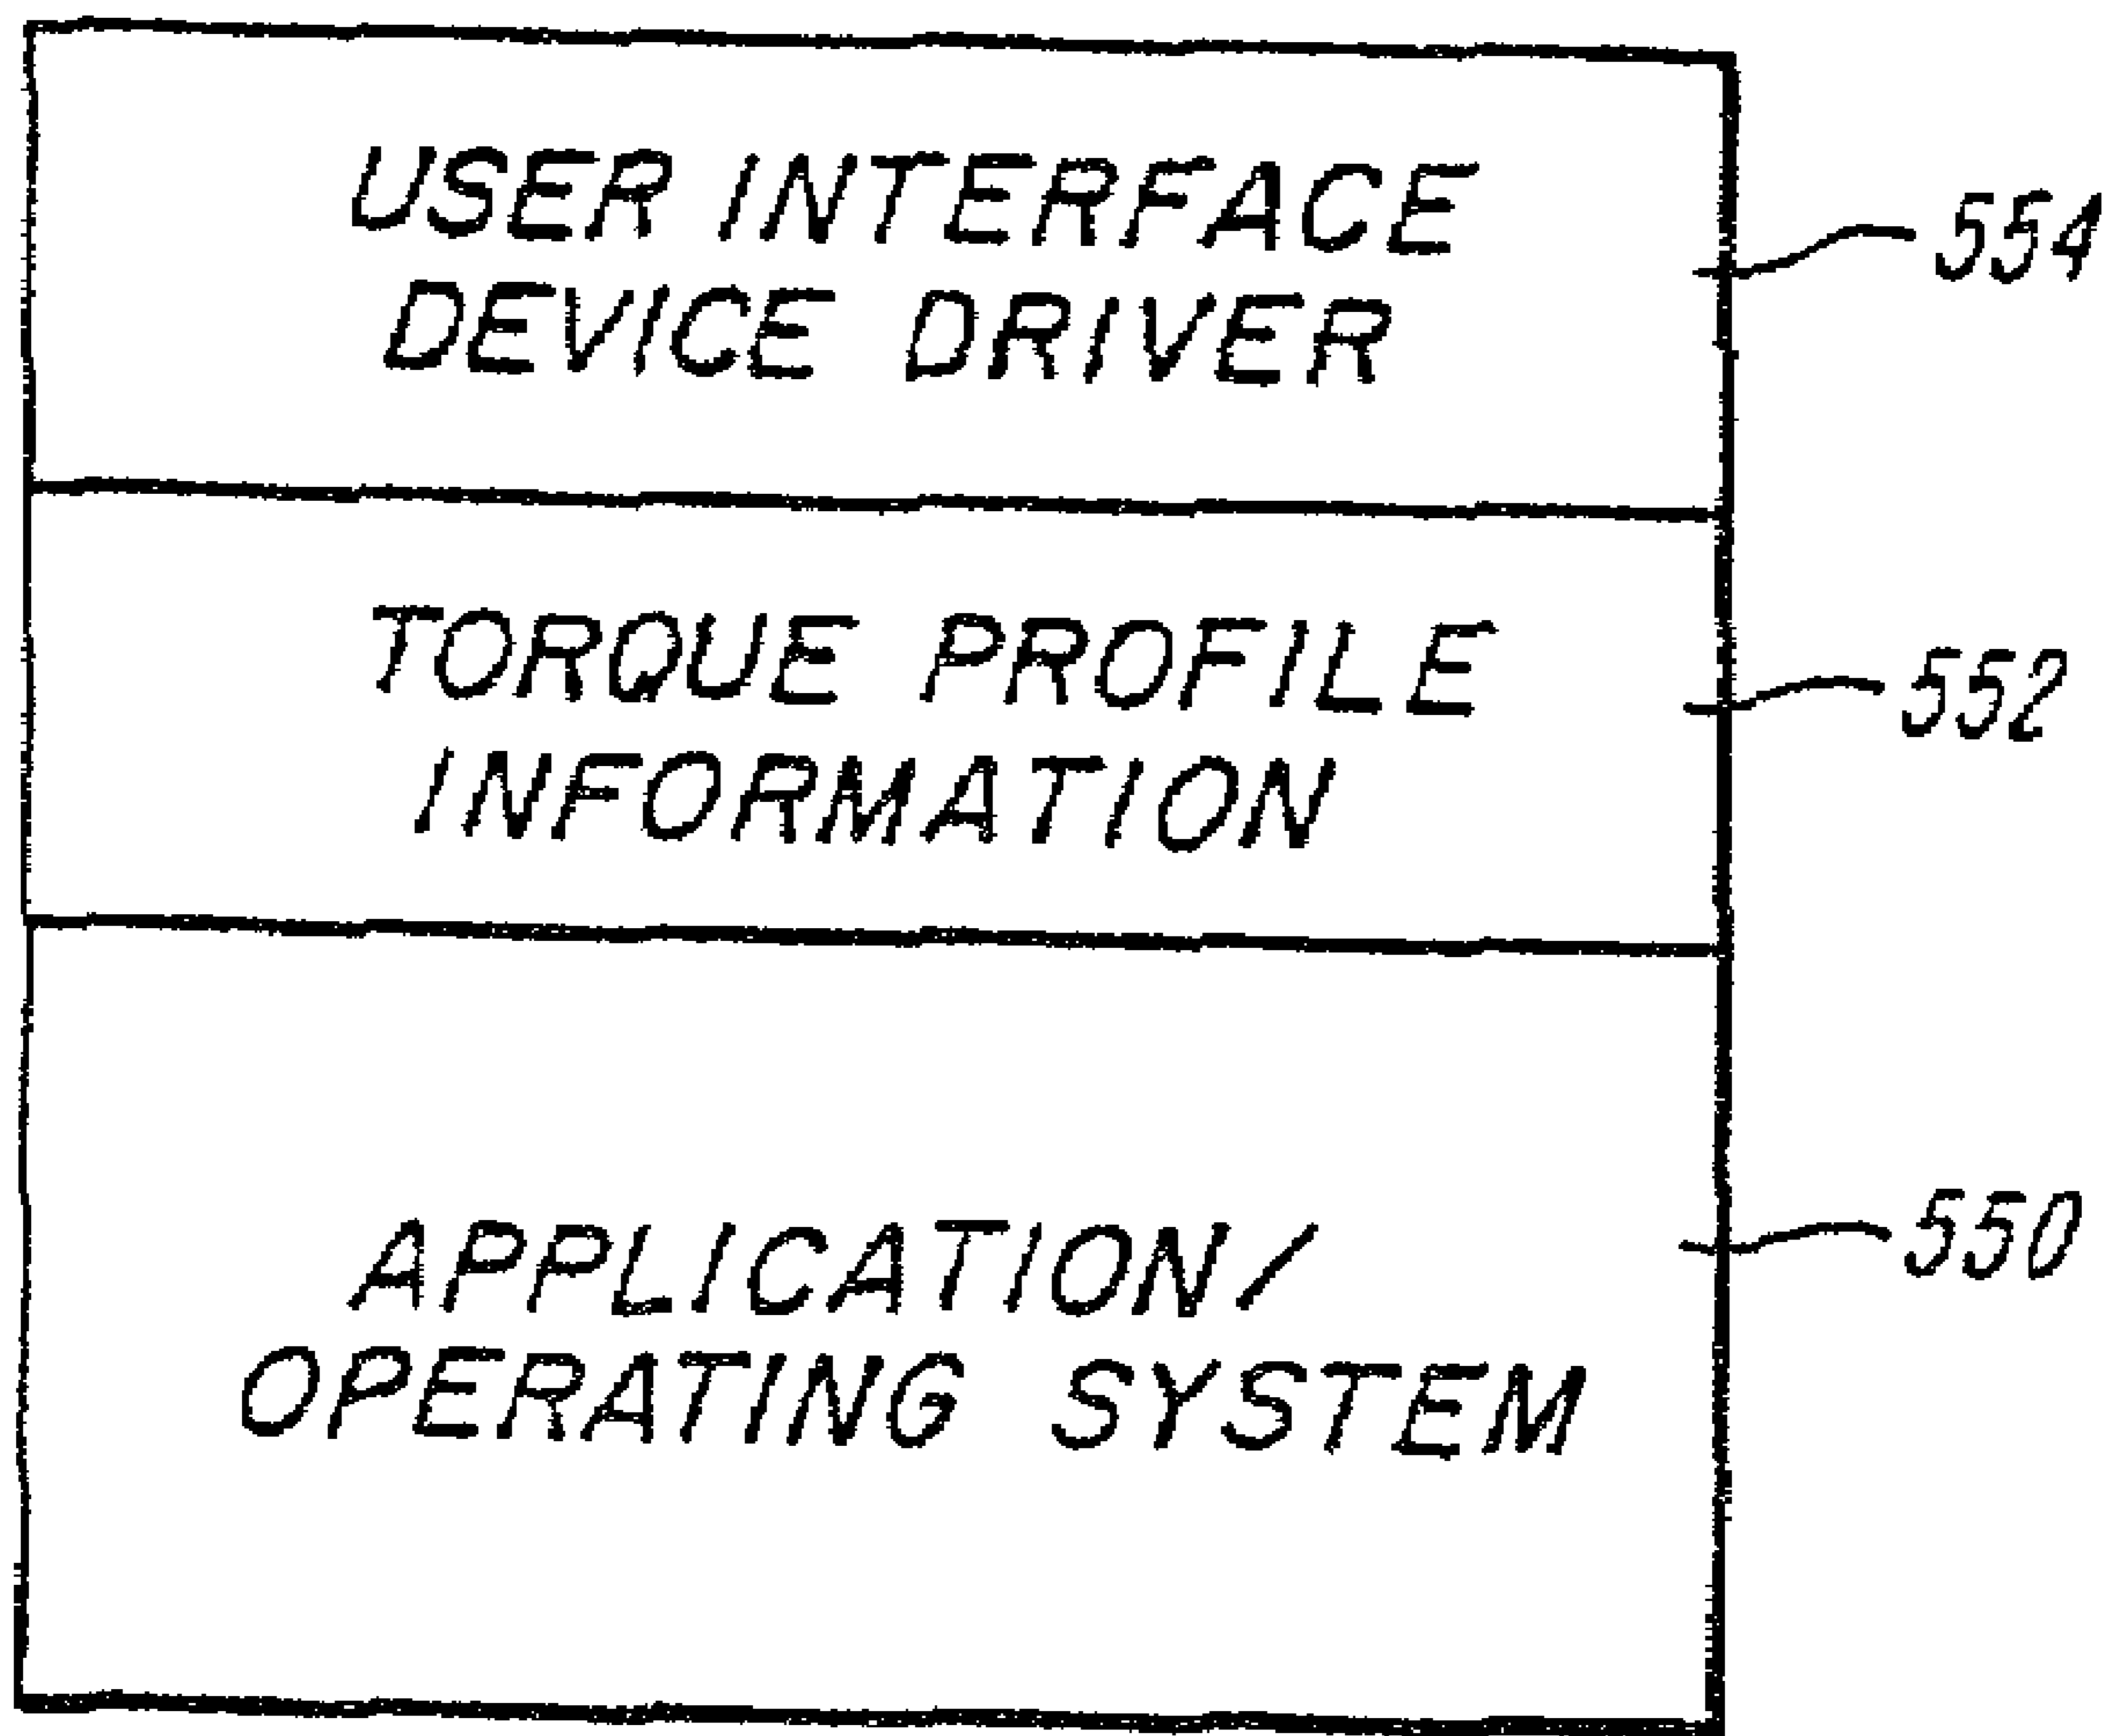 USER INTERFACE
DEVICE DRIVER
554
TORQUE PROFILE
INFORMATION
552
APPLICATION/
OPERATING SYSTEM
550